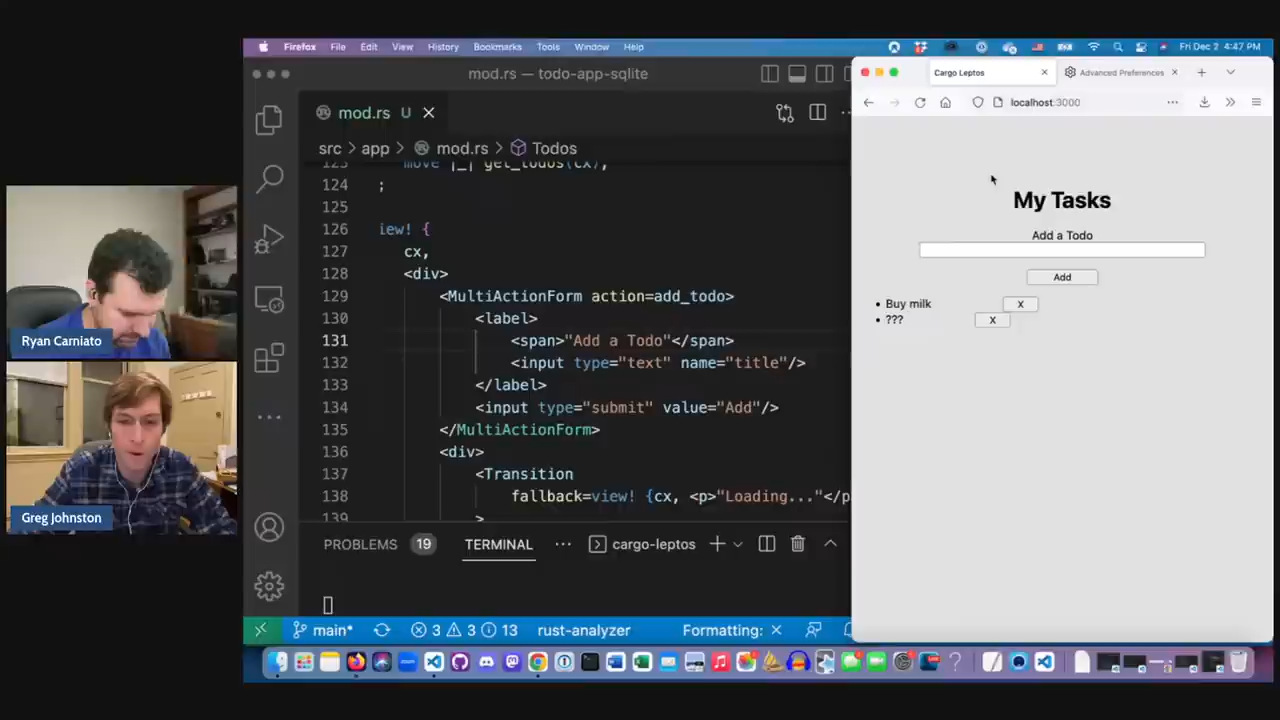 Firefox File Edit View History Bookmarks Tools Window Help Fri Dec 2 4:47 PM
mod.rs — todo-app-sqlite
mod.rs U
src > app > mod.rs > Todos
move |_| get_todos(cx),
124 ;
125
126 iew! {
127 cx,
128 <div>
129 <MultiActionForm action=add_todo>
130 <label>
131 <span>"Add a Todo"</span>
132 <input type="text" name="title"/>
133 </label>
134 <input type="submit" value="Add"/>
135 </MultiActionForm>
136 <div>
137 <Transition
138 fallback=view! {cx, <p>"Loading..."</p
139 >
PROBLEMS 19 TERMINAL ··· cargo-leptos
main* 3 3 13 rust-analyzer Formatting: ×
Cargo Leptos
Advanced Preferences
localhost:3000
My Tasks
Add a Todo
Add
• Buy milk X
• ??? X
Ryan Carniato
Greg Johnston